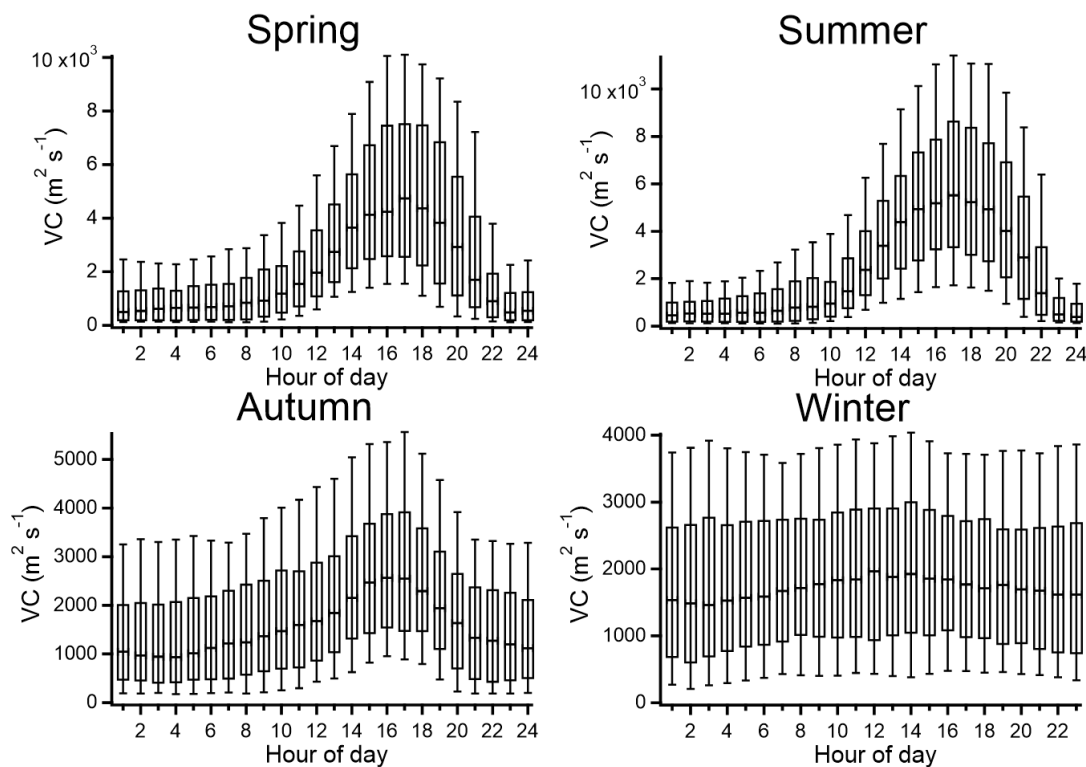 Spring
10 x10³
8
6
4
2
0
VC (m² s⁻¹)
2 4 6 8 10 12 14 16 18 20 22 24
Hour of day
Summer
10 x10³
8
6
4
2
0
VC (m² s⁻¹)
2 4 6 8 10 12 14 16 18 20 22 24
Hour of day
Autumn
5000
4000
3000
2000
1000
0
VC (m² s⁻¹)
2 4 6 8 10 12 14 16 18 20 22 24
Hour of day
Winter
4000
3000
2000
1000
0
VC (m² s⁻¹)
2 4 6 8 10 12 14 16 18 20 22
Hour of day